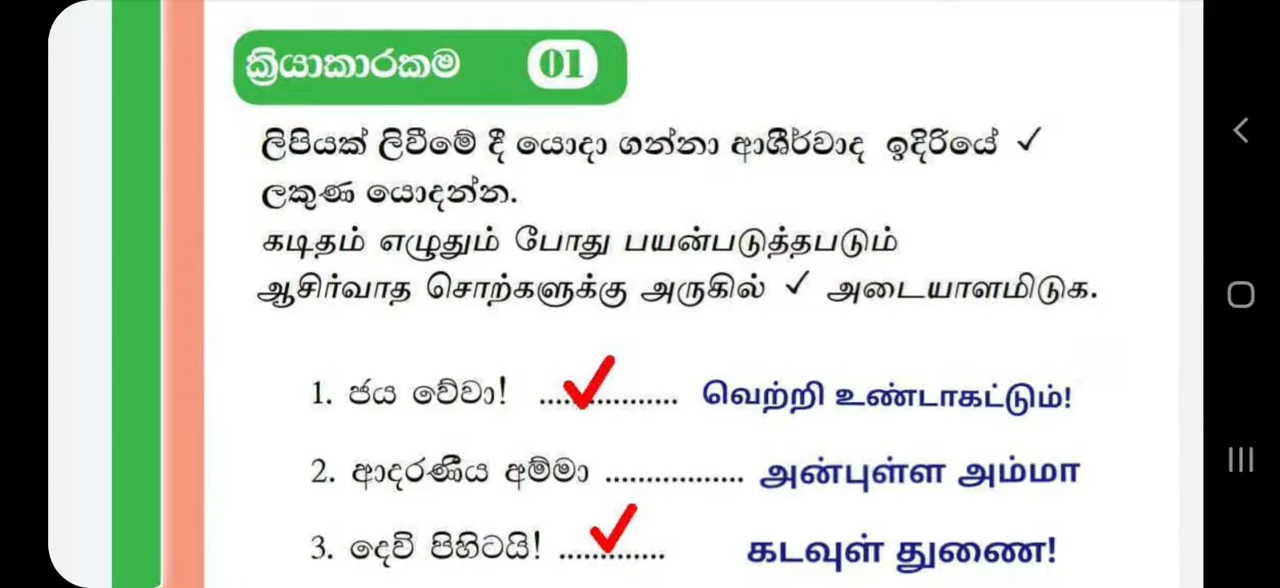 ක්‍රියාකාරකම 01
ලිපියක් ලිවීමේ දී යොදා ගන්නා ආශීර්වාද ඉදිරියේ ✓
ලකුණ යොදන්න.
கடிதம் எழுதும் போது பயன்படுத்தபடும்
ஆசிர்வாத சொற்களுக்கு அருகில் ✓ அடையாளமிடுக.
1. ජය වේවා! ................ வெற்றி உண்டாகட்டும்!
2. ආදරණීය අම්මා ................. அன்புள்ள அம்மா
3. දෙවි පිහිටයි! ............. கடவுள் துணை!